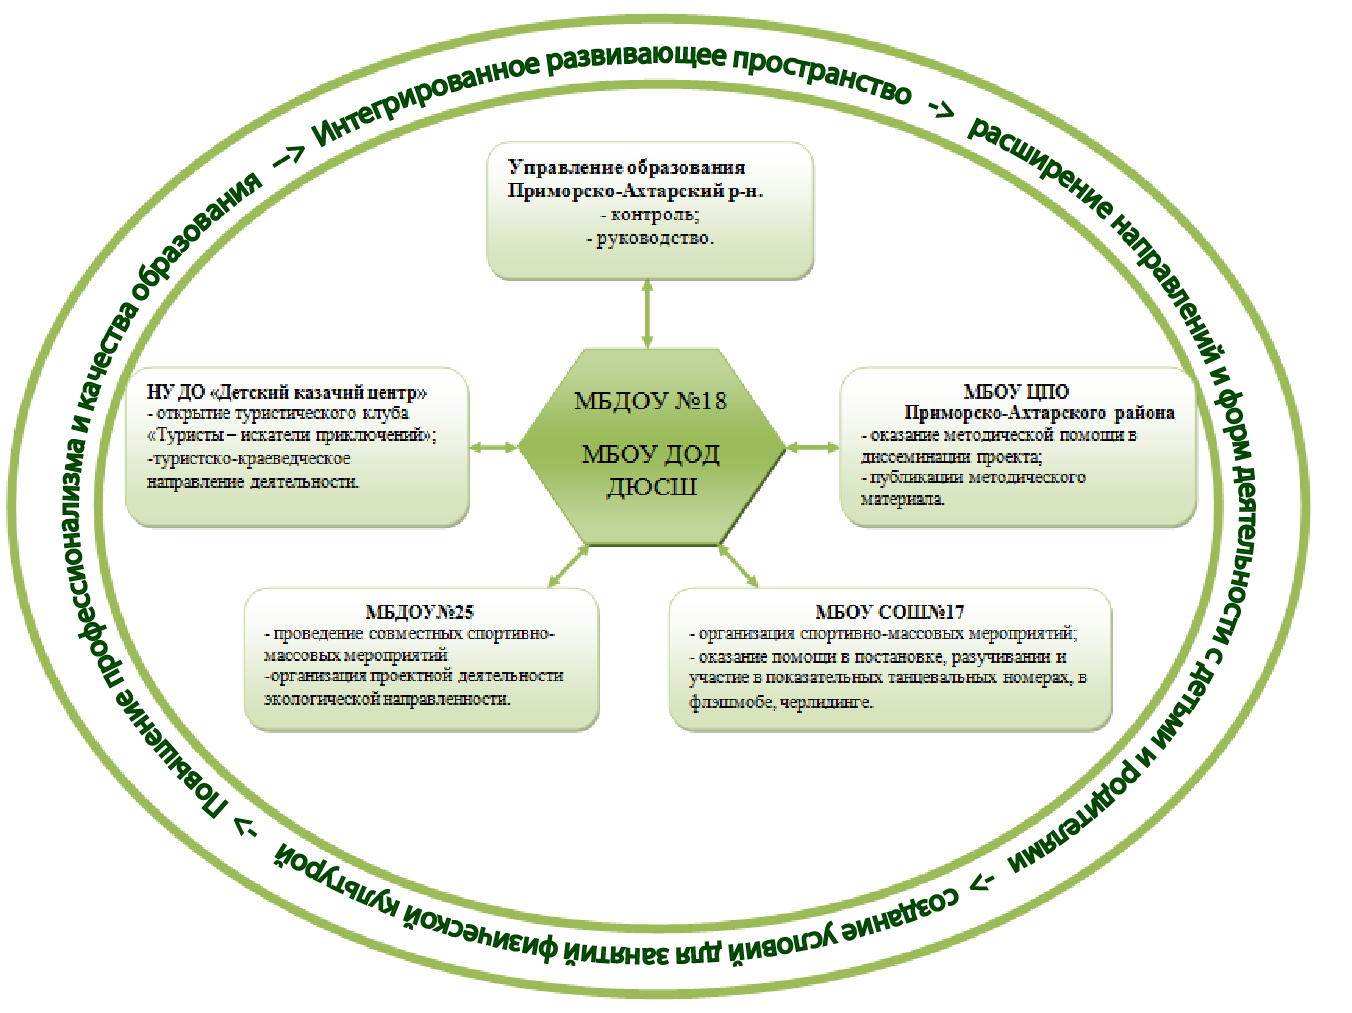 Интегрированное развивающее пространство -> расширение направлений и форм деятельности с детьми и родителями -> создание условий для занятий физической культурой -> Повышение профессионализма и качества образования –>
Управление образования
Приморско-Ахтарский р-н.
- контроль;
- руководство.
НУ ДО «Детский казачий центр»
- открытие туристического клуба
«Туристы – искатели приключений»;
-туристско-краеведческое
направление деятельности.
МБДОУ №18
МБОУ ДОД
ДЮСШ
МБОУ ЦПО
Приморско-Ахтарского района
- оказание методической помощи в
диссеминации проекта;
- публикации методического
материала.
МБДОУ№25
- проведение совместных спортивно-
массовых мероприятий
-организация проектной деятельности
экологической направленности.
МБОУ СОШ№17
- организация спортивно-массовых мероприятий;
- оказание помощи в постановке, разучивании и
участие в показательных танцевальных номерах, в
флэшмобе, черлидинге.